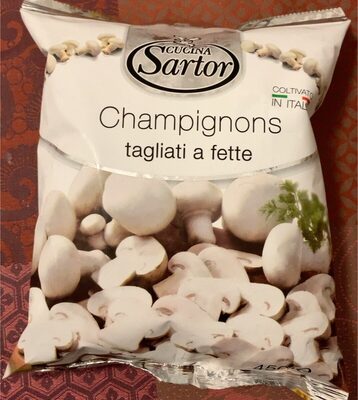 CUCINA
Sartor
COLTIVATI
IN ITALIA
Champignons
tagliati a fette